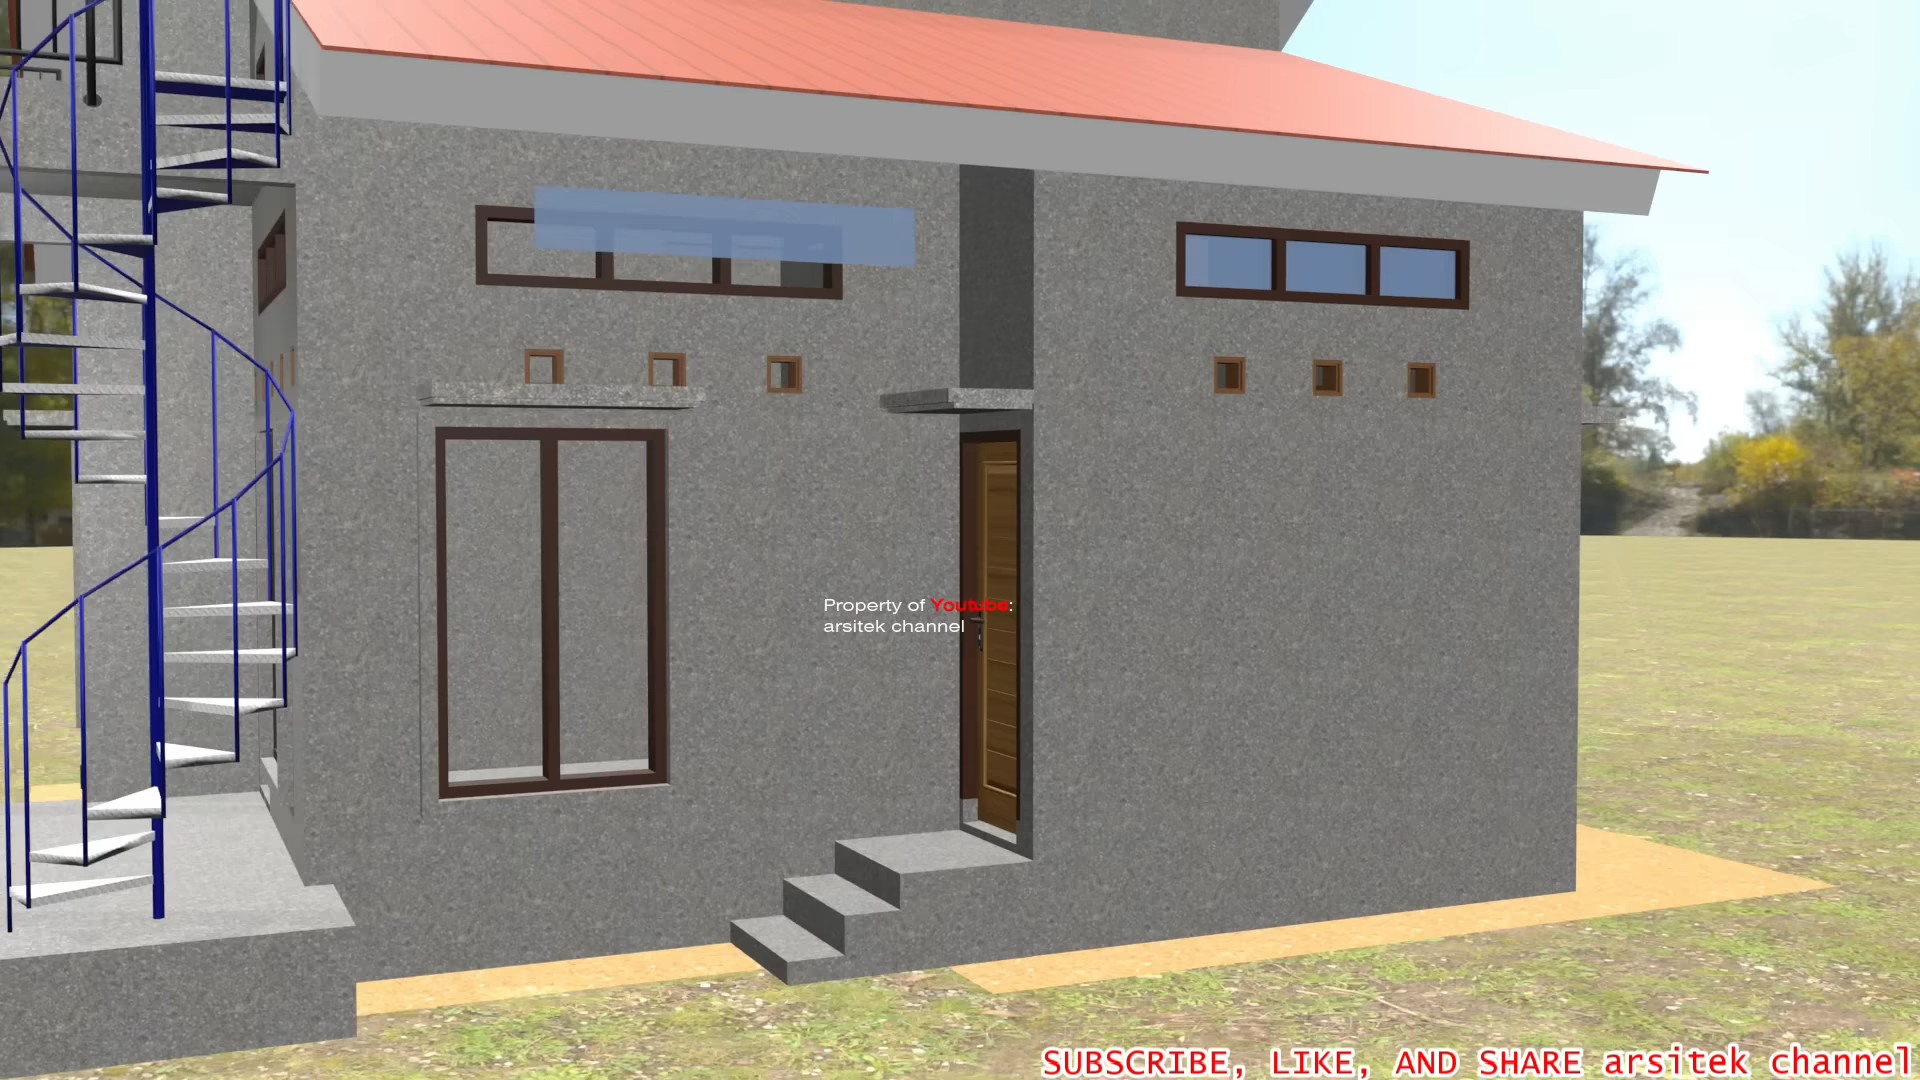 Property of Youtube:
arsitek channel
SUBSCRIBE, LIKE, AND SHARE arsitek channel